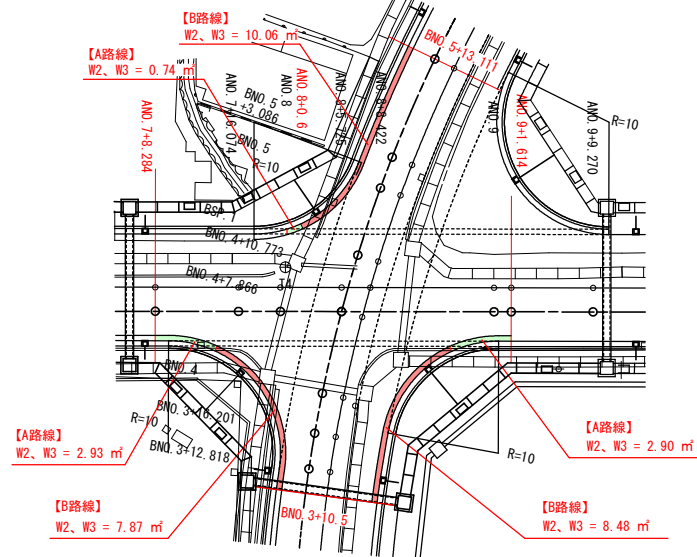 【B路線】
W2、W3 = 10.06 ㎡
【A路線】
W2、W3 = 0.74 ㎡
BNO.5+13.111
ANO.7+8.284
ANO.7+16.074
BNO.5
+3.086
ANO.8
ANO.8+0.6
ANO.8+8.422
ANO.9
ANO.9+1.614
ANO.9+9.270
R=10
BNO.5
R=10
BSP.1
BNO.4+10.773
BNO.4+7.866
T4
BNO.4
BNO.3+16.201
R=10
BNO.3+12.818
【A路線】
W2、W3 = 2.93 ㎡
【A路線】
W2、W3 = 2.90 ㎡
R=10
【B路線】
W2、W3 = 7.87 ㎡
BNO.3+10.5
【B路線】
W2、W3 = 8.48 ㎡